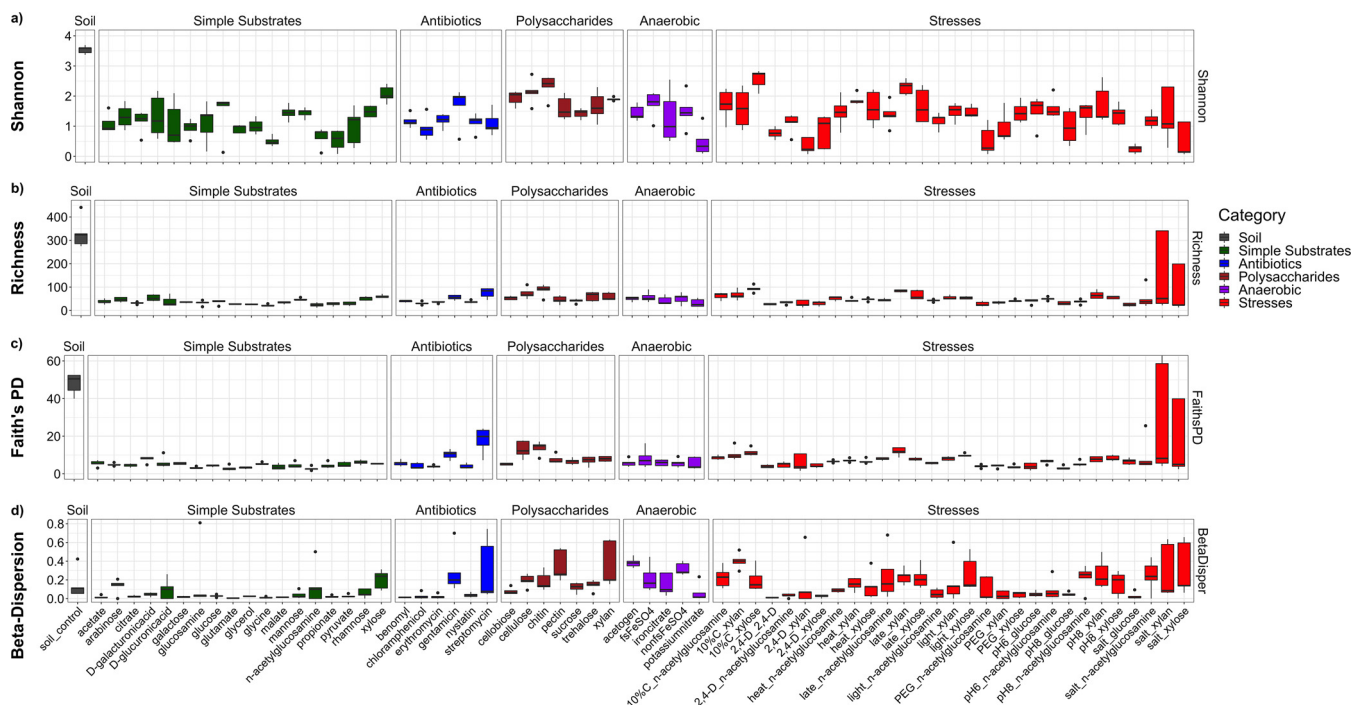 a)
Soil
Simple Substrates
Antibiotics
Polysaccharides
Anaerobic
Stresses
Shannon
4
3
2
1
0
Shannon
b)
Soil
Simple Substrates
Antibiotics
Polysaccharides
Anaerobic
Stresses
Richness
400
300
200
100
0
Richness
Category
Soil
Simple Substrates
Antibiotics
Polysaccharides
Anaerobic
Stresses
c)
Soil
Simple Substrates
Antibiotics
Polysaccharides
Anaerobic
Stresses
Faith's PD
60
40
20
0
FaithsPD
d)
Soil
Simple Substrates
Antibiotics
Polysaccharides
Anaerobic
Stresses
Beta-Dispersion
0.8
0.6
0.4
0.2
0.0
BetaDisper
soil_control
acetate
arabinose
citrate
D-galacturonicacid
D-glucuronicacid
galactose
glucosamine
glucose
glutamate
glycerol
glycine
malate
mannose
n-acetylglucosamine
propionate
pyruvate
rhamnose
xylose
benomyl
chloramphenicol
erythromycin
gentamicin
nystatin
streptomycin
cellobiose
cellulose
chitin
pectin
sucrose
trehalose
xylan
acetogen
fsFeSO4
ironcitrate
nonfsFeSO4
potassiumnitrate
10%C_n-acetylglucosamine
10%C_xylan
10%C_xylose
2,4-D_2,4-D
2,4-D_n-acetylglucosamine
2,4-D_xylan
2,4-D_xylose
heat_n-acetylglucosamine
heat_xylan
heat_xylose
late_n-acetylglucosamine
late_xylan
late_xylose
light_n-acetylglucosamine
light_xylan
light_xylose
PEG_n-acetylglucosamine
PEG_xylan
PEG_xylose
pH6_glucose
pH6_n-acetylglucosamine
pH8_glucose
pH8_n-acetylglucosamine
pH8_xylan
pH8_xylose
salt_glucose
salt_n-acetylglucosamine
salt_xylan
salt_xylose